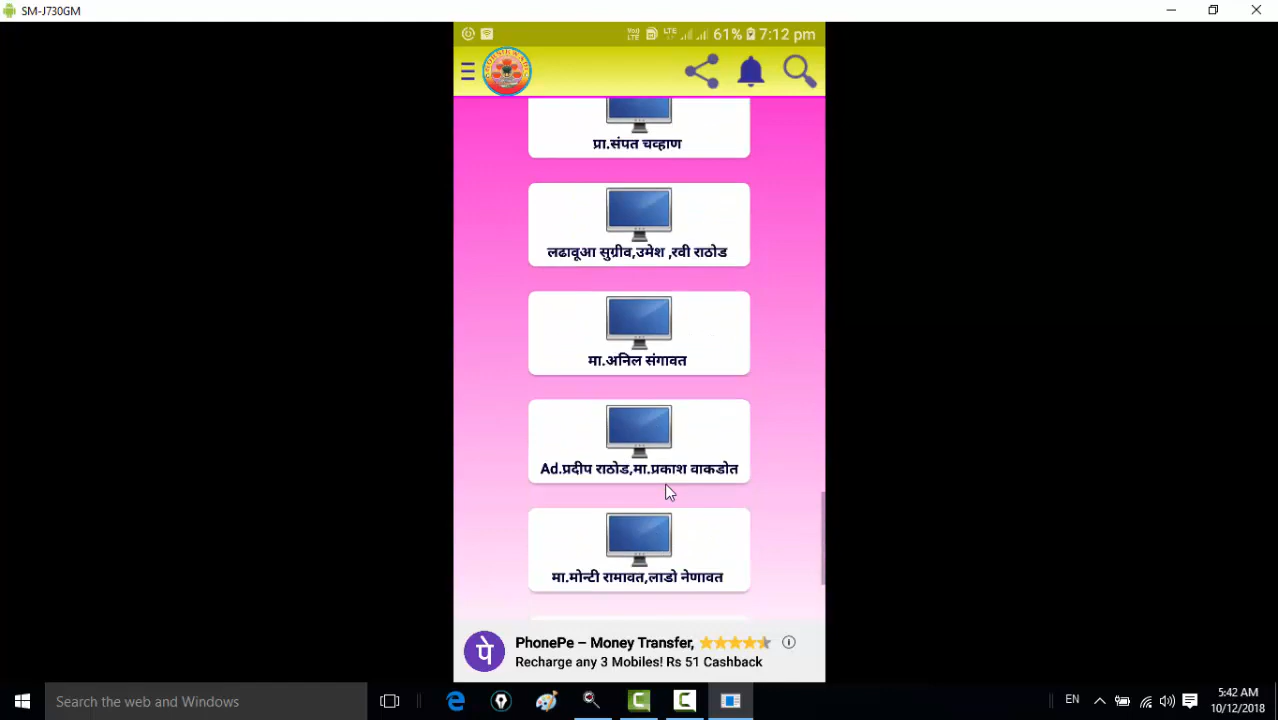 SM-J730GM
61% 7:12 pm
प्रा.संपत चव्हाण
लढावूआ सुग्रीव,उमेश ,रवी राठोड
मा.अनिल संगावत
Ad.प्रदीप राठोड,मा.प्रकाश वाकडोत
मा.मोन्टी रामावत,लाडो नेणावत
पे
PhonePe – Money Transfer,
Recharge any 3 Mobiles! Rs 51 Cashback
Search the web and Windows
EN
5:42 AM
10/12/2018